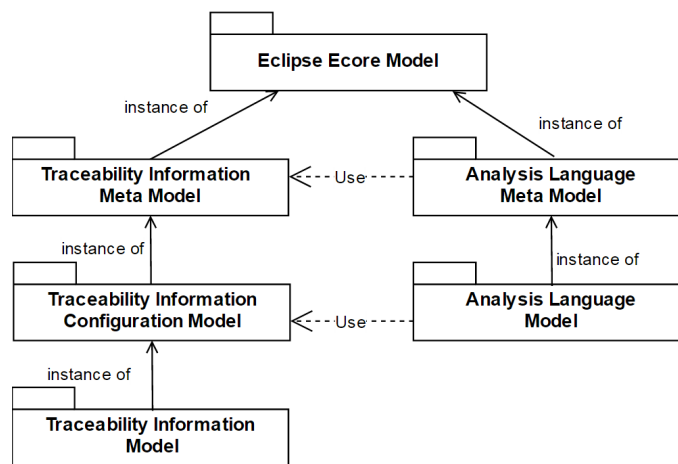 Eclipse Ecore Model
instance of
instance of
Traceability Information
Meta Model
Use
Analysis Language
Meta Model
instance of
instance of
Traceability Information
Configuration Model
Use
Analysis Language
Model
instance of
Traceability Information
Model